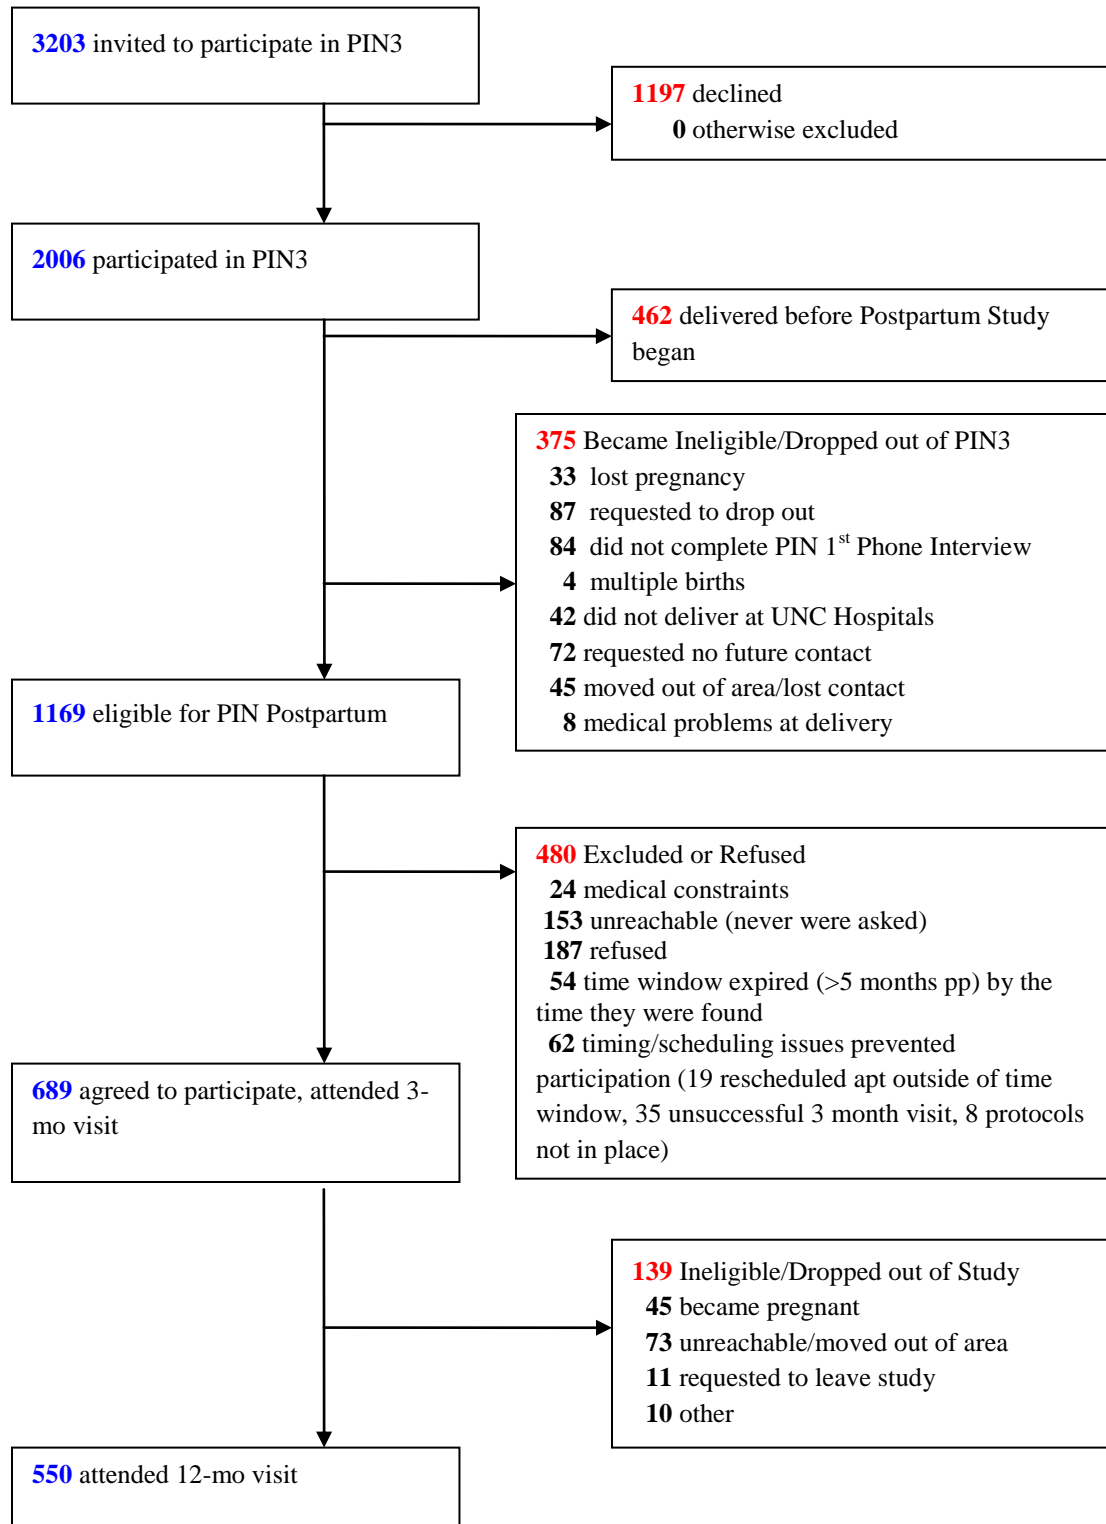 3203 invited to participate in PIN3
1197 declined
0 otherwise excluded
2006 participated in PIN3
462 delivered before Postpartum Study
began
375 Became Ineligible/Dropped out of PIN3
33 lost pregnancy
87 requested to drop out
84 did not complete PIN 1st Phone Interview
4 multiple births
42 did not deliver at UNC Hospitals
72 requested no future contact
45 moved out of area/lost contact
8 medical problems at delivery
1169 eligible for PIN Postpartum
480 Excluded or Refused
24 medical constraints
153 unreachable (never were asked)
187 refused
54 time window expired (>5 months pp) by the
time they were found
62 timing/scheduling issues prevented
participation (19 rescheduled apt outside of time
window, 35 unsuccessful 3 month visit, 8 protocols
not in place)
689 agreed to participate, attended 3-
mo visit
139 Ineligible/Dropped out of Study
45 became pregnant
73 unreachable/moved out of area
11 requested to leave study
10 other
550 attended 12-mo visit